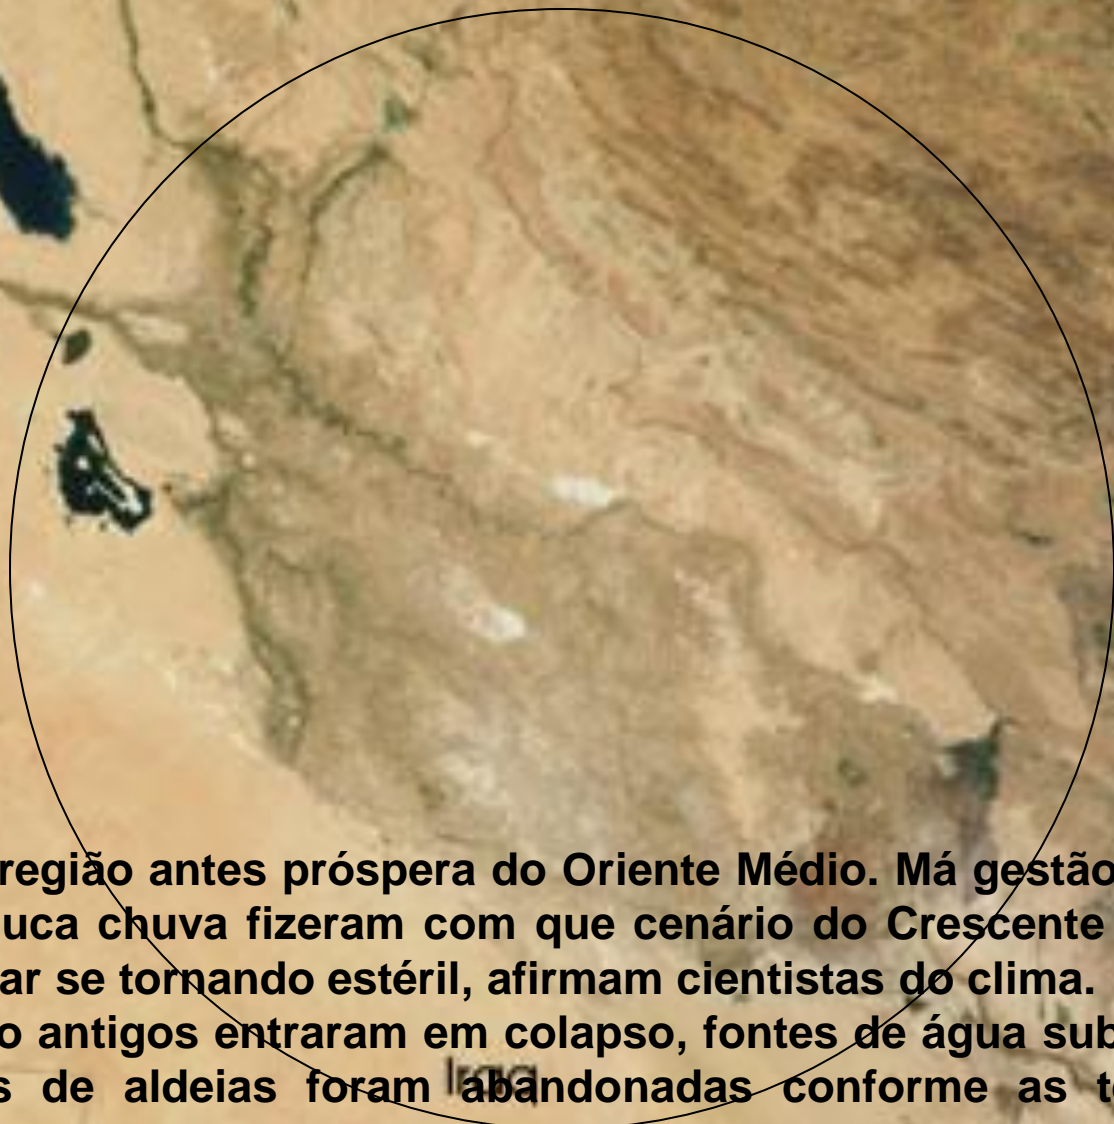 região antes próspera do Oriente Médio. Má gestão
uca chuva fizeram com que cenário do Crescente
ar se tornando estéril, afirmam cientistas do clima.
o antigos entraram em colapso, fontes de água sub
Iraq
s de aldeias foram abandonadas conforme as te